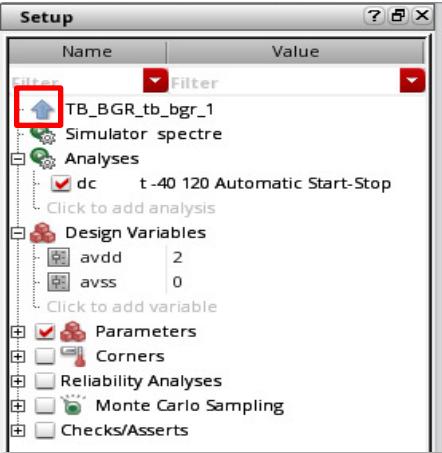 Setup
Name Value
Filter Filter
TB_BGR_tb_bgr_1
Simulator spectre
Analyses
dc t -40 120 Automatic Start-Stop
Click to add analysis
Design Variables
avdd 2
avss 0
Click to add variable
Parameters
Corners
Reliability Analyses
Monte Carlo Sampling
Checks/Asserts